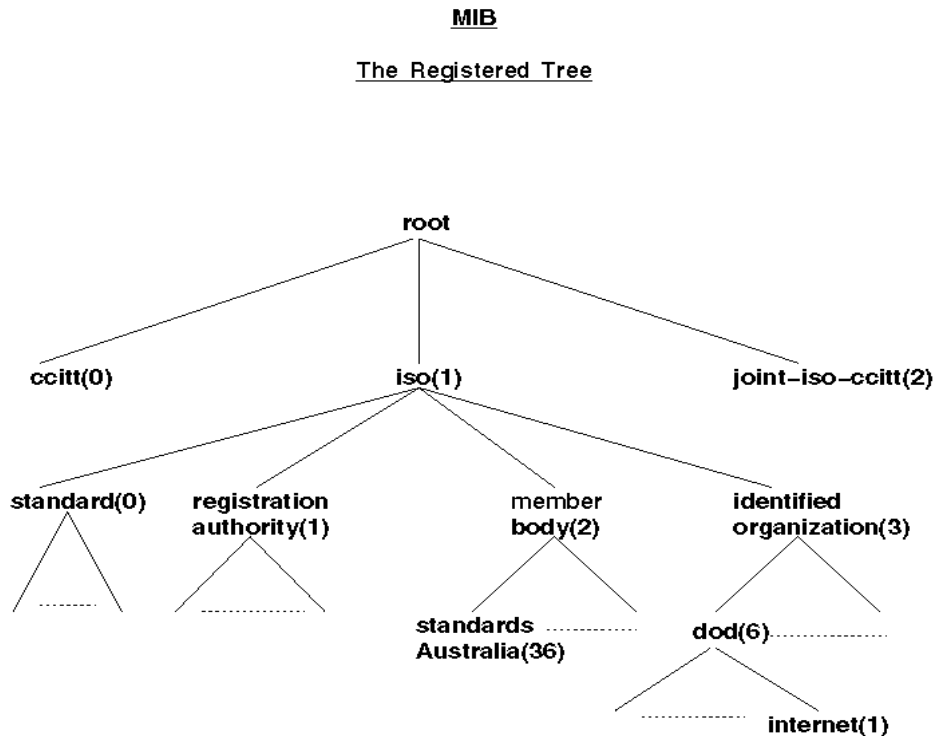 MIB
The Registered Tree
root
ccitt(0)
iso(1)
joint-iso-ccitt(2)
standard(0)
registration
authority(1)
member
body(2)
identified
organization(3)
standards
Australia(36)
dod(6)
internet(1)